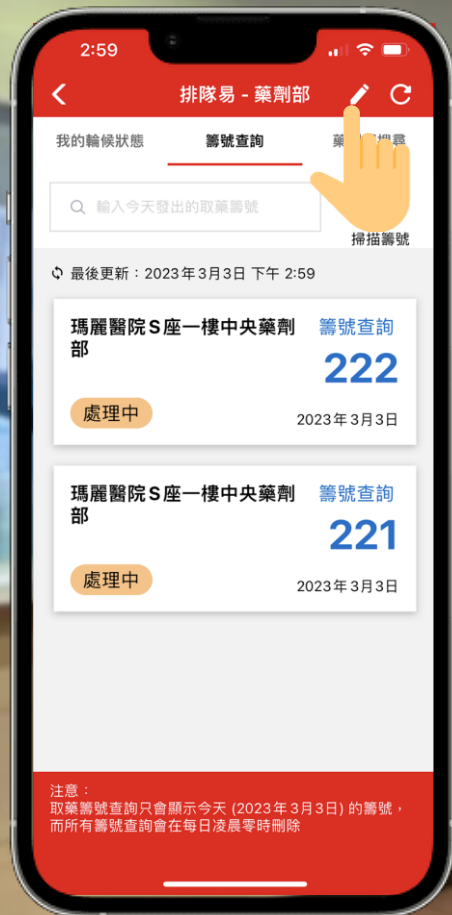 2:59
排隊易 - 藥劑部
我的輪候狀態
籌號查詢
輸入今天發出的取藥籌號
掃描籌號
最後更新：2023年3月3日 下午 2:59
瑪麗醫院S座一樓中央藥劑
部
籌號查詢
222
處理中
2023年3月3日
瑪麗醫院S座一樓中央藥劑
部
籌號查詢
221
處理中
2023年3月3日
注意：
取藥籌號查詢只會顯示今天 (2023年3月3日) 的籌號，
而所有籌號查詢會在每日凌晨零時刪除